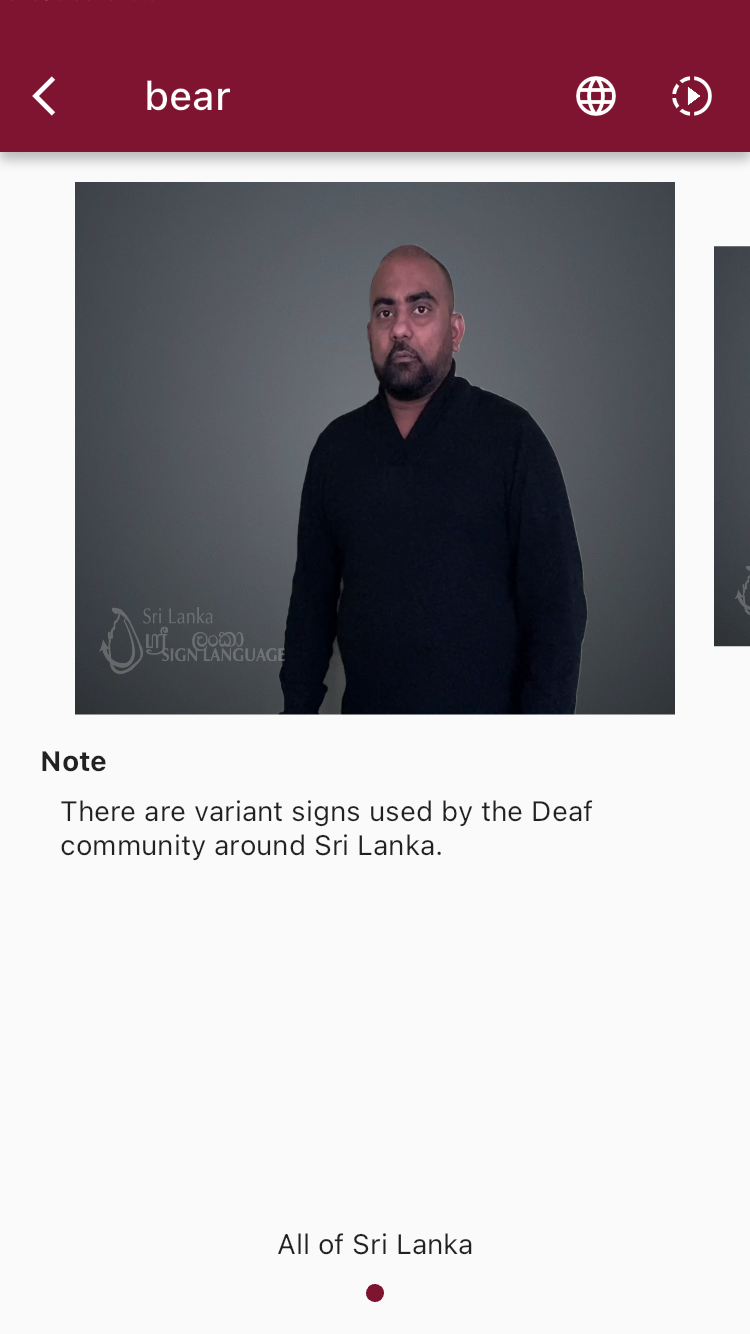 bear
Sri Lanka
ශ්‍රී ලංකා
SIGN LANGUAGE
Note
There are variant signs used by the Deaf
community around Sri Lanka.
All of Sri Lanka